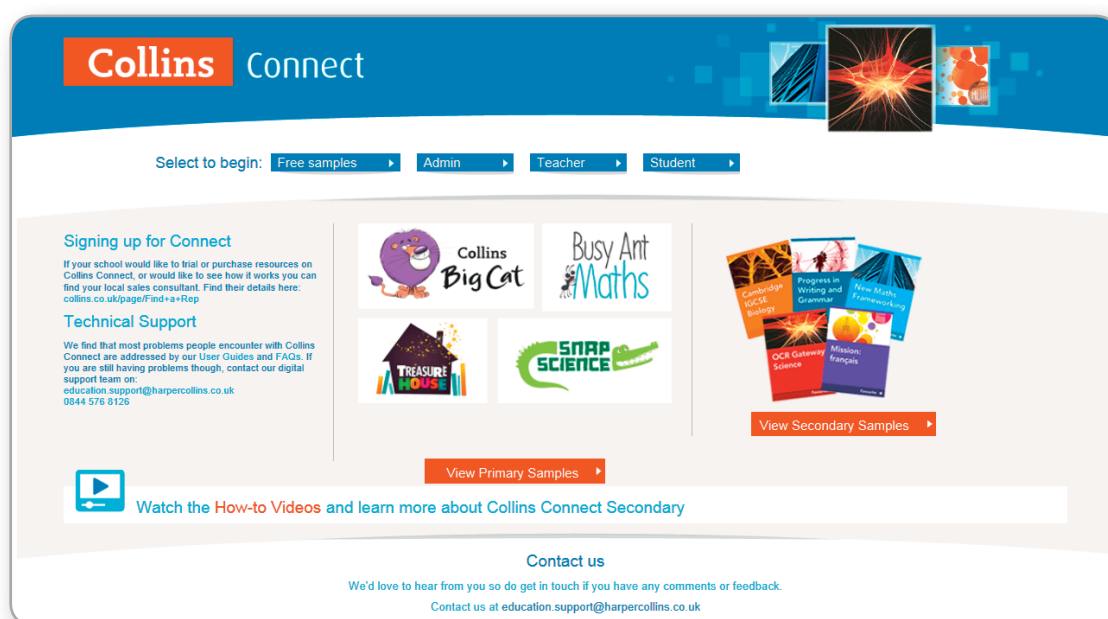 Collins Connect
Select to begin: Free samples Admin Teacher Student
Signing up for Connect
If your school would like to trial or purchase resources on
Collins Connect, or would like to see how it works you can
find your local sales consultant. Find their details here:
collins.co.uk/page/Find+a+Rep
Technical Support
We find that most problems people encounter with Collins
Connect are addressed by our User Guides and FAQs. If
you are still having problems though, contact our digital
support team on:
education.support@harpercollins.co.uk
0844 576 8126
Collins
Big Cat
Busy Ant
Maths
TREASURE
HOUSE
SNAP
SCIENCE
View Primary Samples
Cambridge
IGCSE
Biology
Progress in
Writing and
Grammar
New Maths
Frameworking
OCR Gateway
Science
Mission:
français
View Secondary Samples
Watch the How-to Videos and learn more about Collins Connect Secondary
Contact us
We'd love to hear from you so do get in touch if you have any comments or feedback.
Contact us at education.support@harpercollins.co.uk